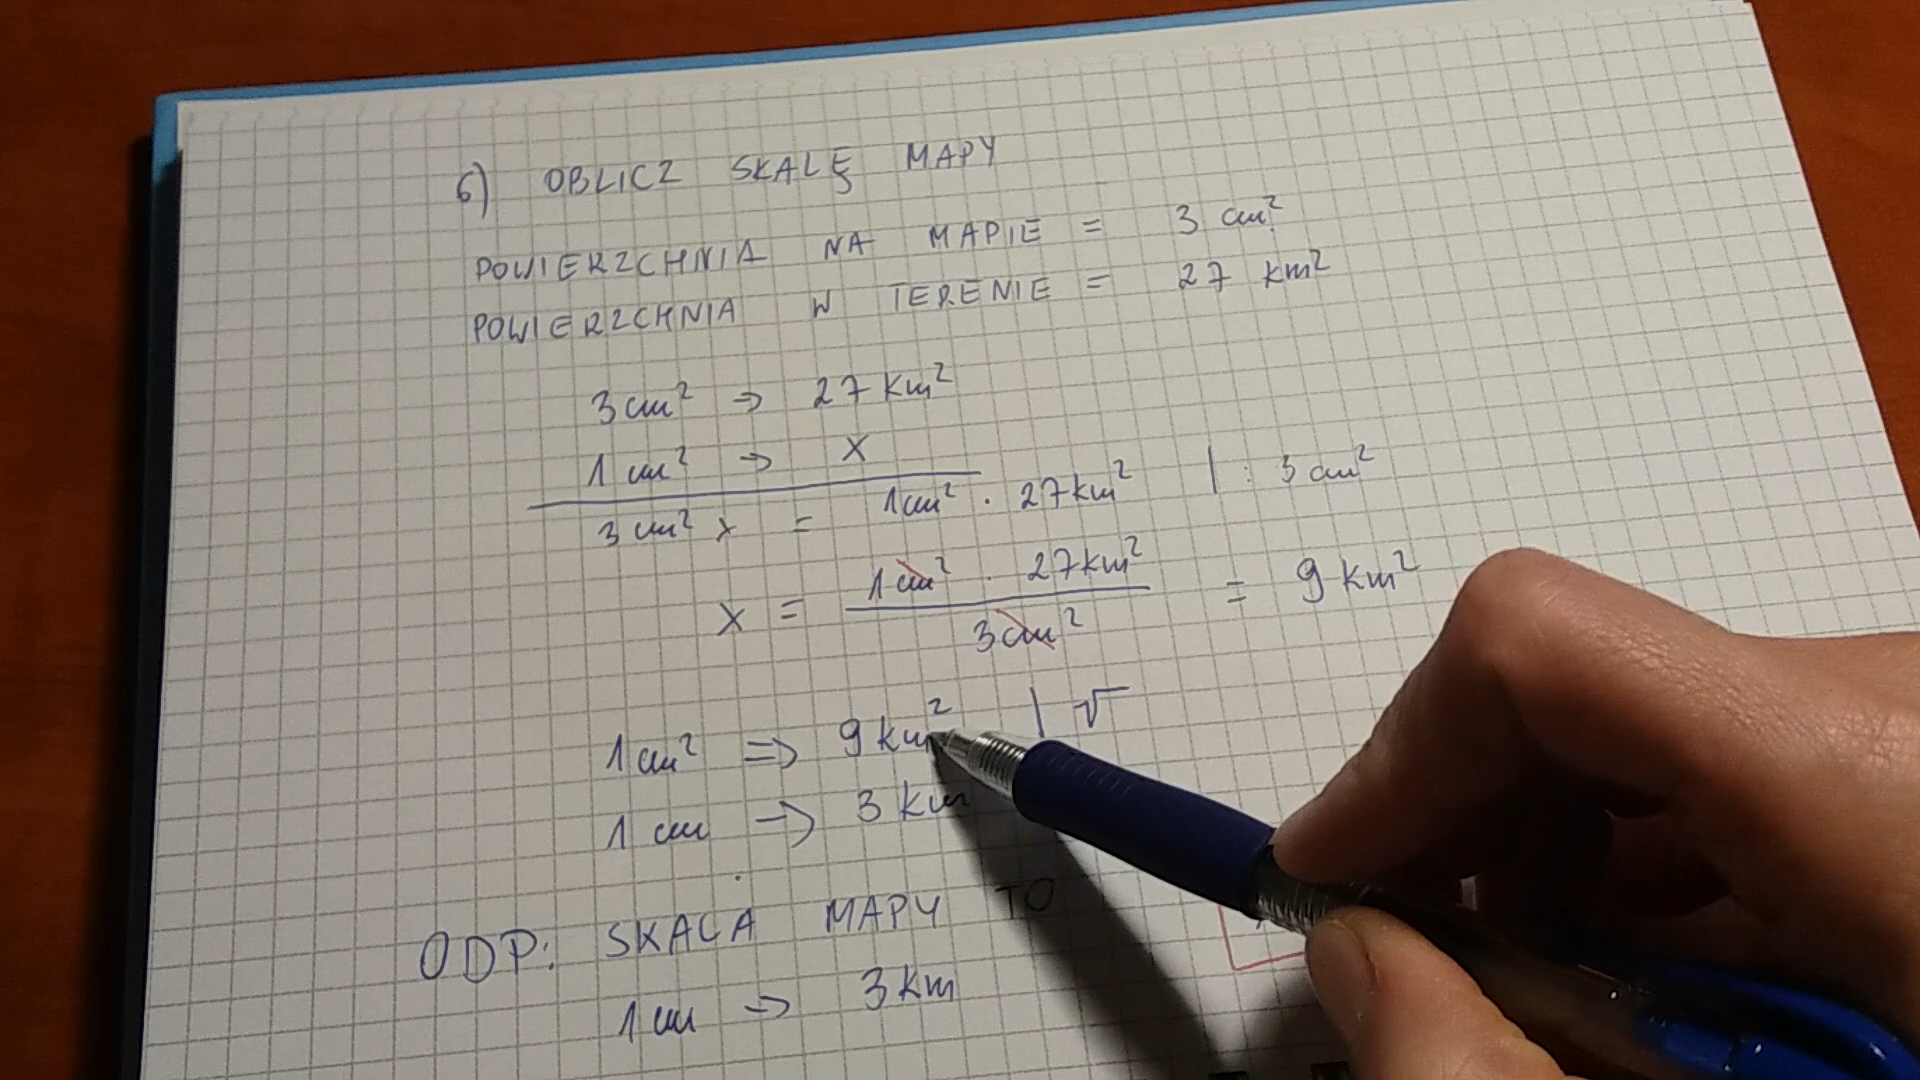 6) OBLICZ SKALĘ MAPY
POWIERZCHNIA NA MAPIE = 3 cm²
POWIERZCHNIA W TERENIE = 27 km²
3 cm² ⇒ 27 km²
1 cm² ⇒ x
3 cm² x = 1 cm² · 27 km² | : 3 cm²
x = 1 cm² · 27 km² / 3 cm² = 9 km²
1 cm² ⇒ 9 km² | √
1 cm ⇒ 3 km
ODP: SKALA MAPY TO
1 cm ⇒ 3 km